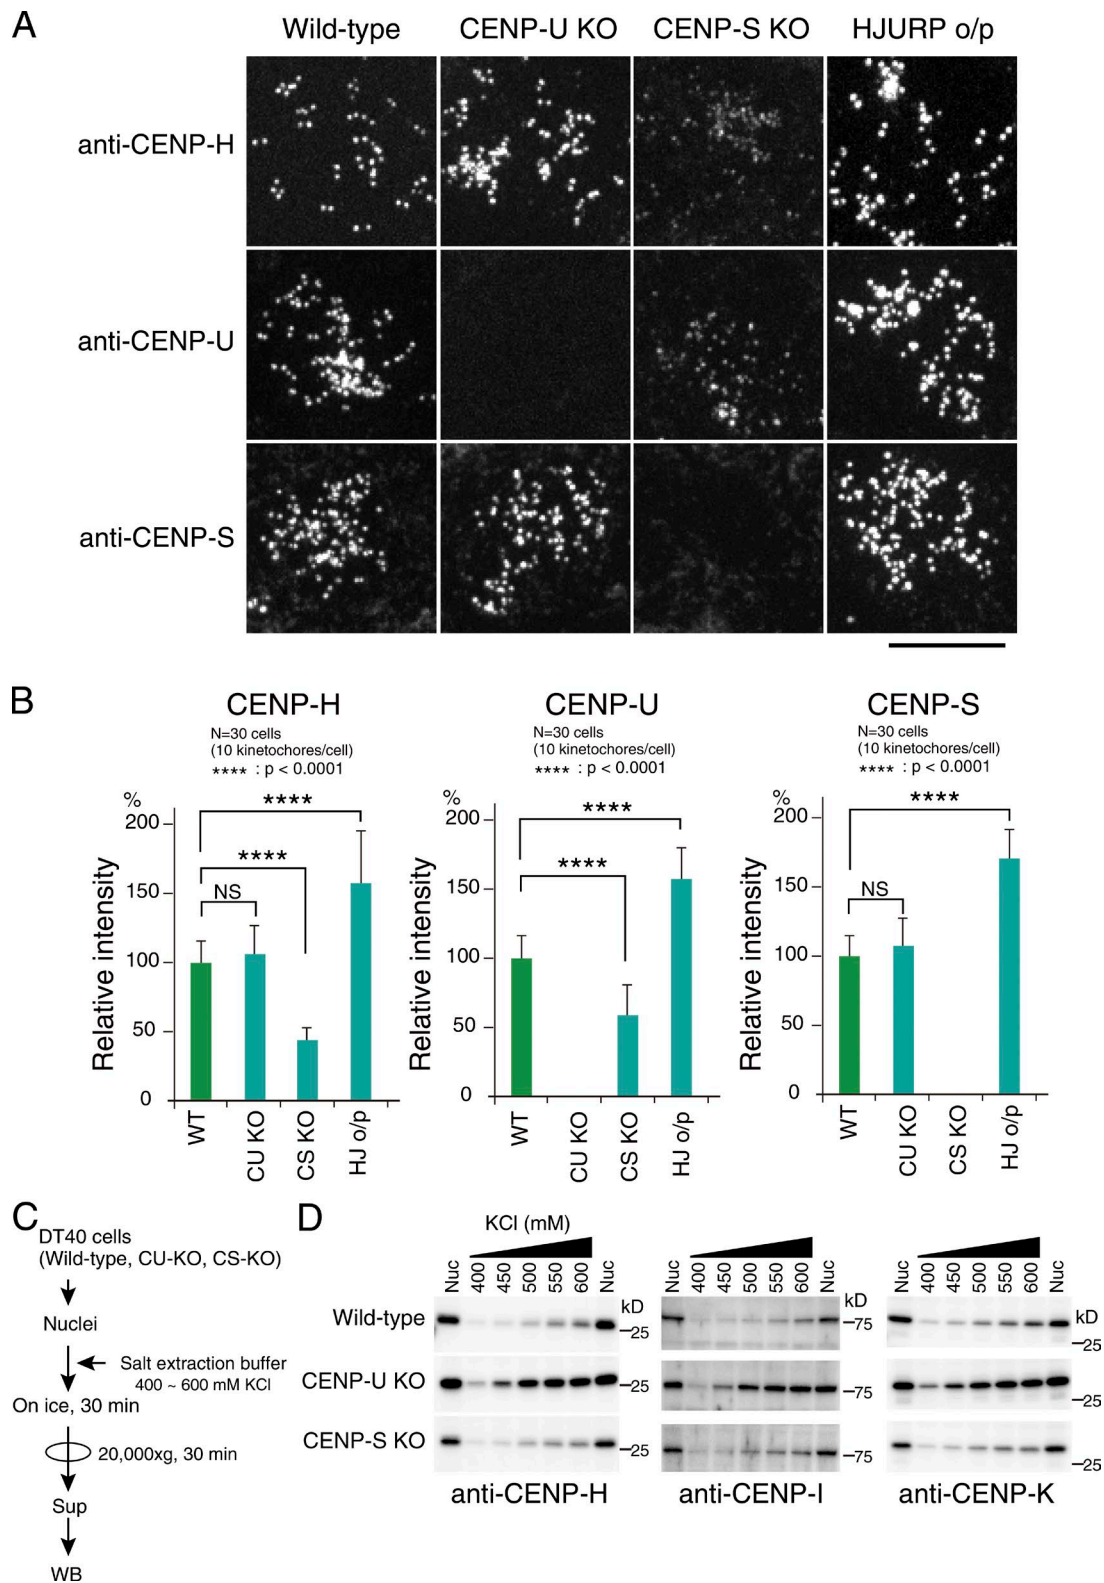 A
Wild-type CENP-U KO CENP-S KO HJURP o/p
anti-CENP-H
anti-CENP-U
anti-CENP-S
B
CENP-H
N=30 cells
(10 kinetochores/cell)
**** : p < 0.0001
%
200
150
100
50
0
Relative intensity
****
****
NS
WT
CU KO
CS KO
HJ o/p
CENP-U
N=30 cells
(10 kinetochores/cell)
**** : p < 0.0001
%
200
150
100
50
0
Relative intensity
****
****
WT
CU KO
CS KO
HJ o/p
CENP-S
N=30 cells
(10 kinetochores/cell)
**** : p < 0.0001
%
200
150
100
50
0
Relative intensity
****
NS
WT
CU KO
CS KO
HJ o/p
C
DT40 cells
(Wild-type, CU-KO, CS-KO)
Nuclei
Salt extraction buffer
400 ~ 600 mM KCl
On ice, 30 min
20,000xg, 30 min
Sup
WB
D
KCl (mM)
Nuc 400 450 500 550 600 Nuc
Nuc 400 450 500 550 600 Nuc
Nuc 400 450 500 550 600 Nuc
kD kD kD
Wild-type 25 75 25
CENP-U KO 25 75 25
CENP-S KO 25 75 25
anti-CENP-H anti-CENP-I anti-CENP-K